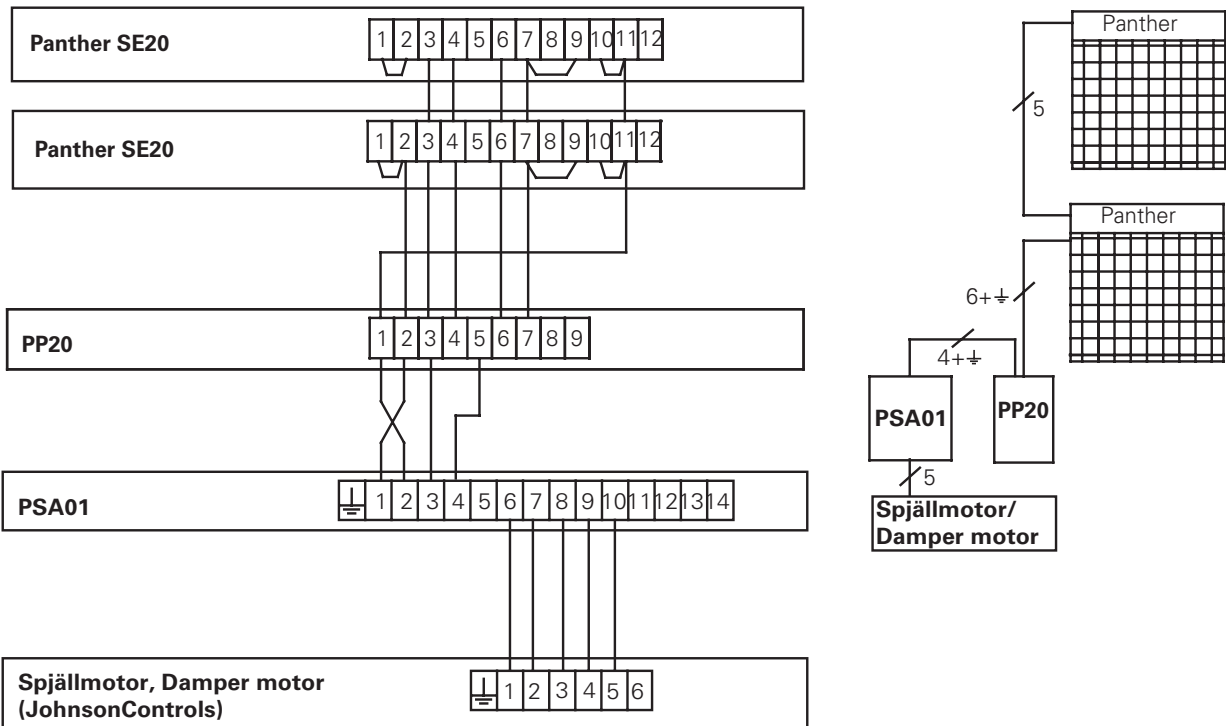 Panther SE20
1 2 3 4 5 6 7 8 9 10 11 12
Panther SE20
1 2 3 4 5 6 7 8 9 10 11 12
PP20
1 2 3 4 5 6 7 8 9
PSA01
1 2 3 4 5 6 7 8 9 10 11 12 13 14
Spjällmotor, Damper motor
(JohnsonControls)
1 2 3 4 5 6
Panther
5
Panther
6+⏚
4+⏚
PSA01
PP20
5
Spjällmotor/
Damper motor